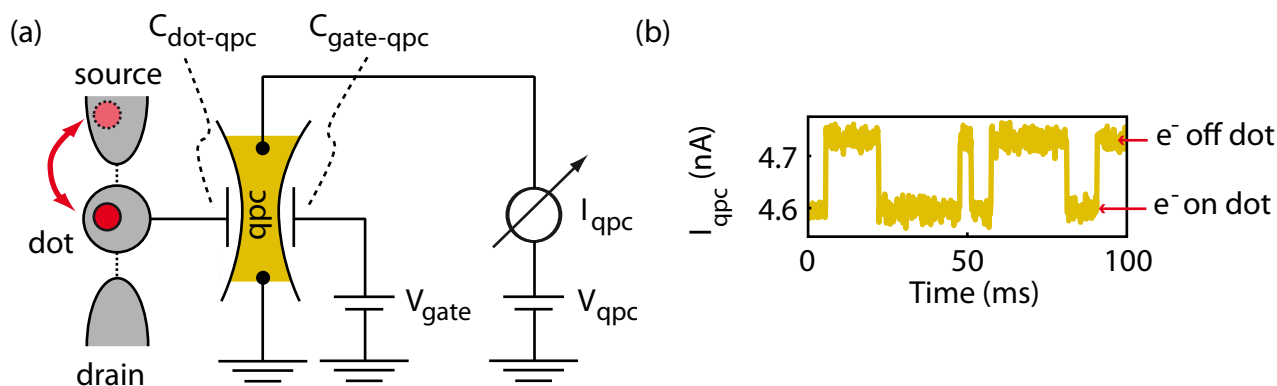 (a)
C_dot-qpc
C_gate-qpc
source
dot
drain
qpc
V_gate
I_qpc
V_qpc
(b)
I_qpc (nA)
4.7
4.6
0
50
100
Time (ms)
e⁻ off dot
e⁻ on dot